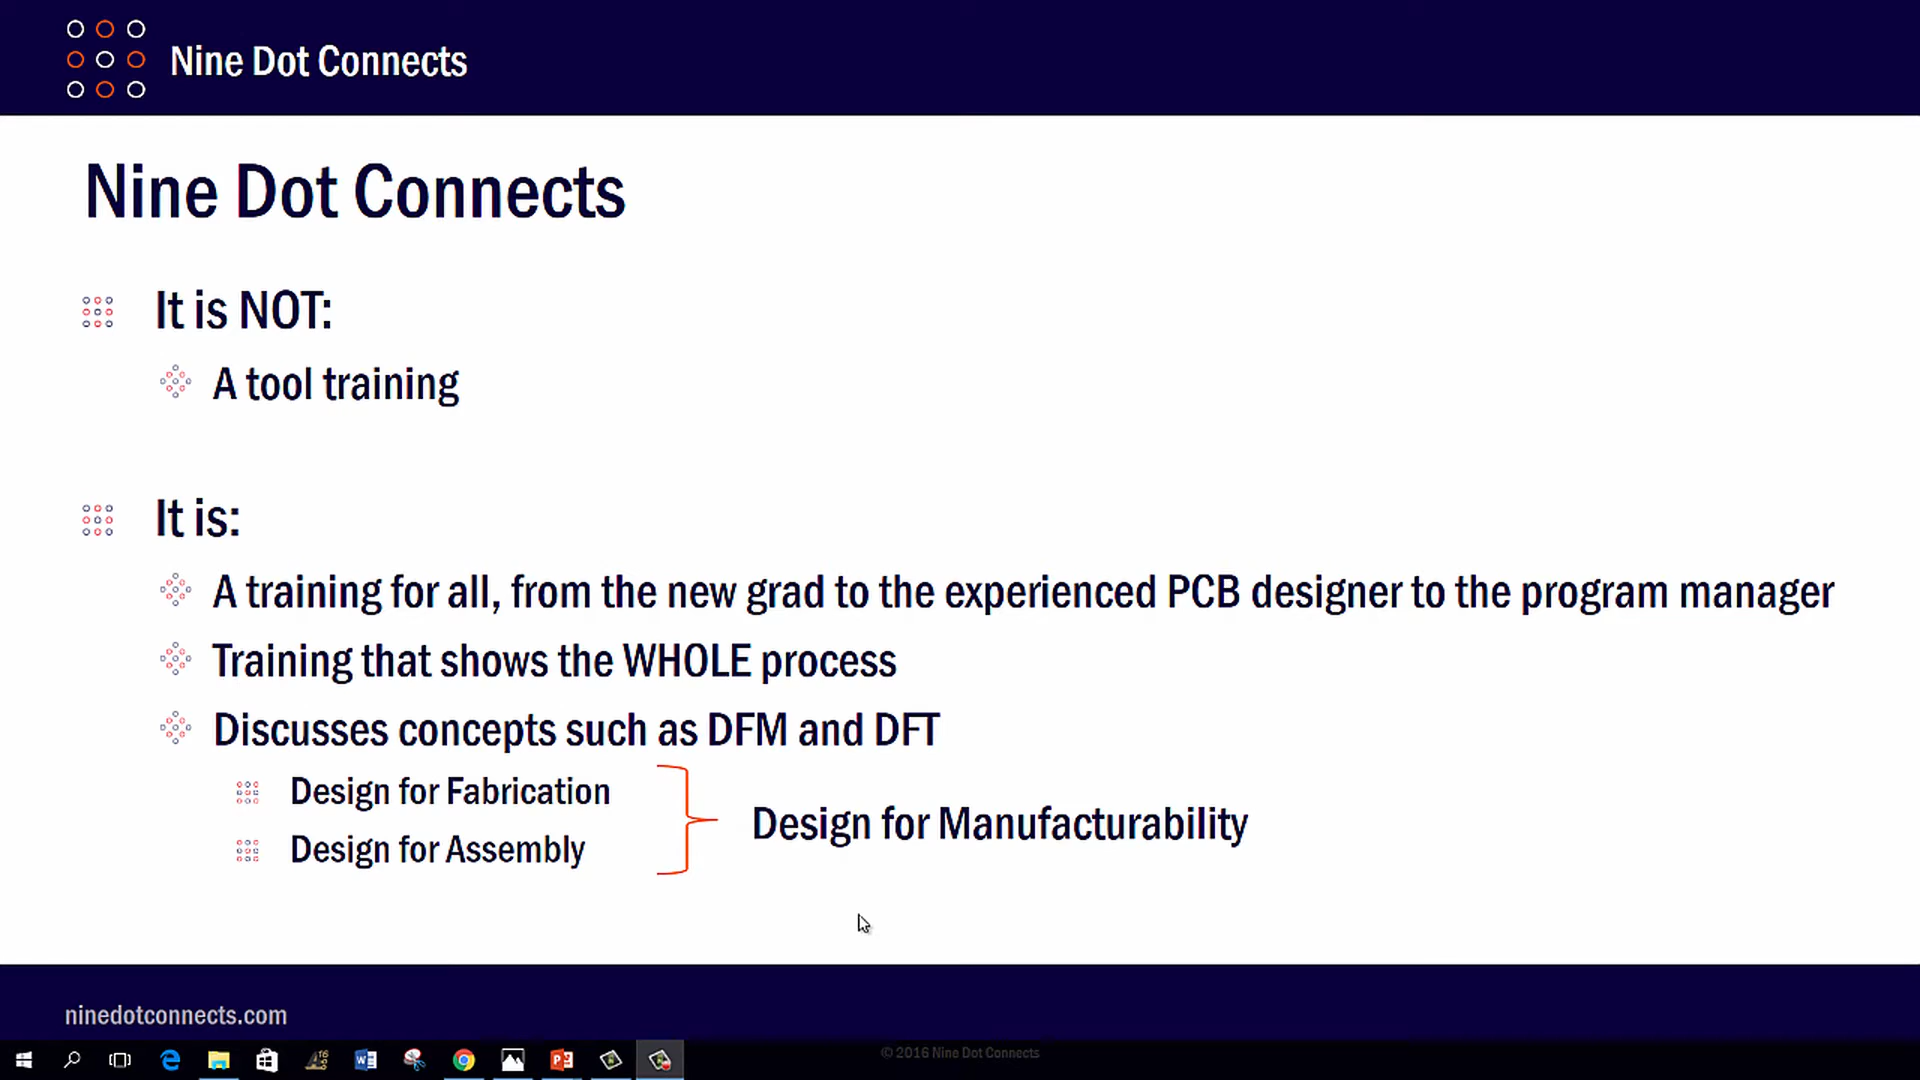 Nine Dot Connects
Nine Dot Connects
It is NOT:
A tool training
It is:
A training for all, from the new grad to the experienced PCB designer to the program manager
Training that shows the WHOLE process
Discusses concepts such as DFM and DFT
Design for Fabrication
Design for Assembly
Design for Manufacturability
ninedotconnects.com
© 2016 Nine Dot Connects